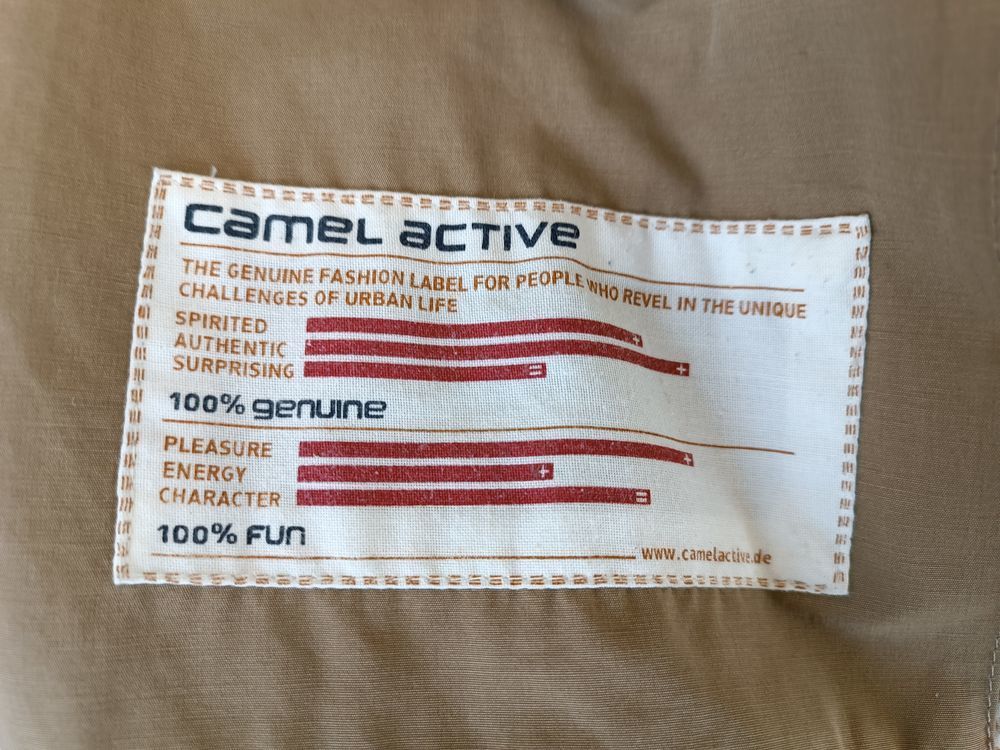 camel active
THE GENUINE FASHION LABEL FOR PEOPLE WHO REVEL IN THE UNIQUE
CHALLENGES OF URBAN LIFE
SPIRITED +
AUTHENTIC +
SURPRISING =
100% genuine
PLEASURE +
ENERGY +
CHARACTER =
100% FUN
www.camelactive.de